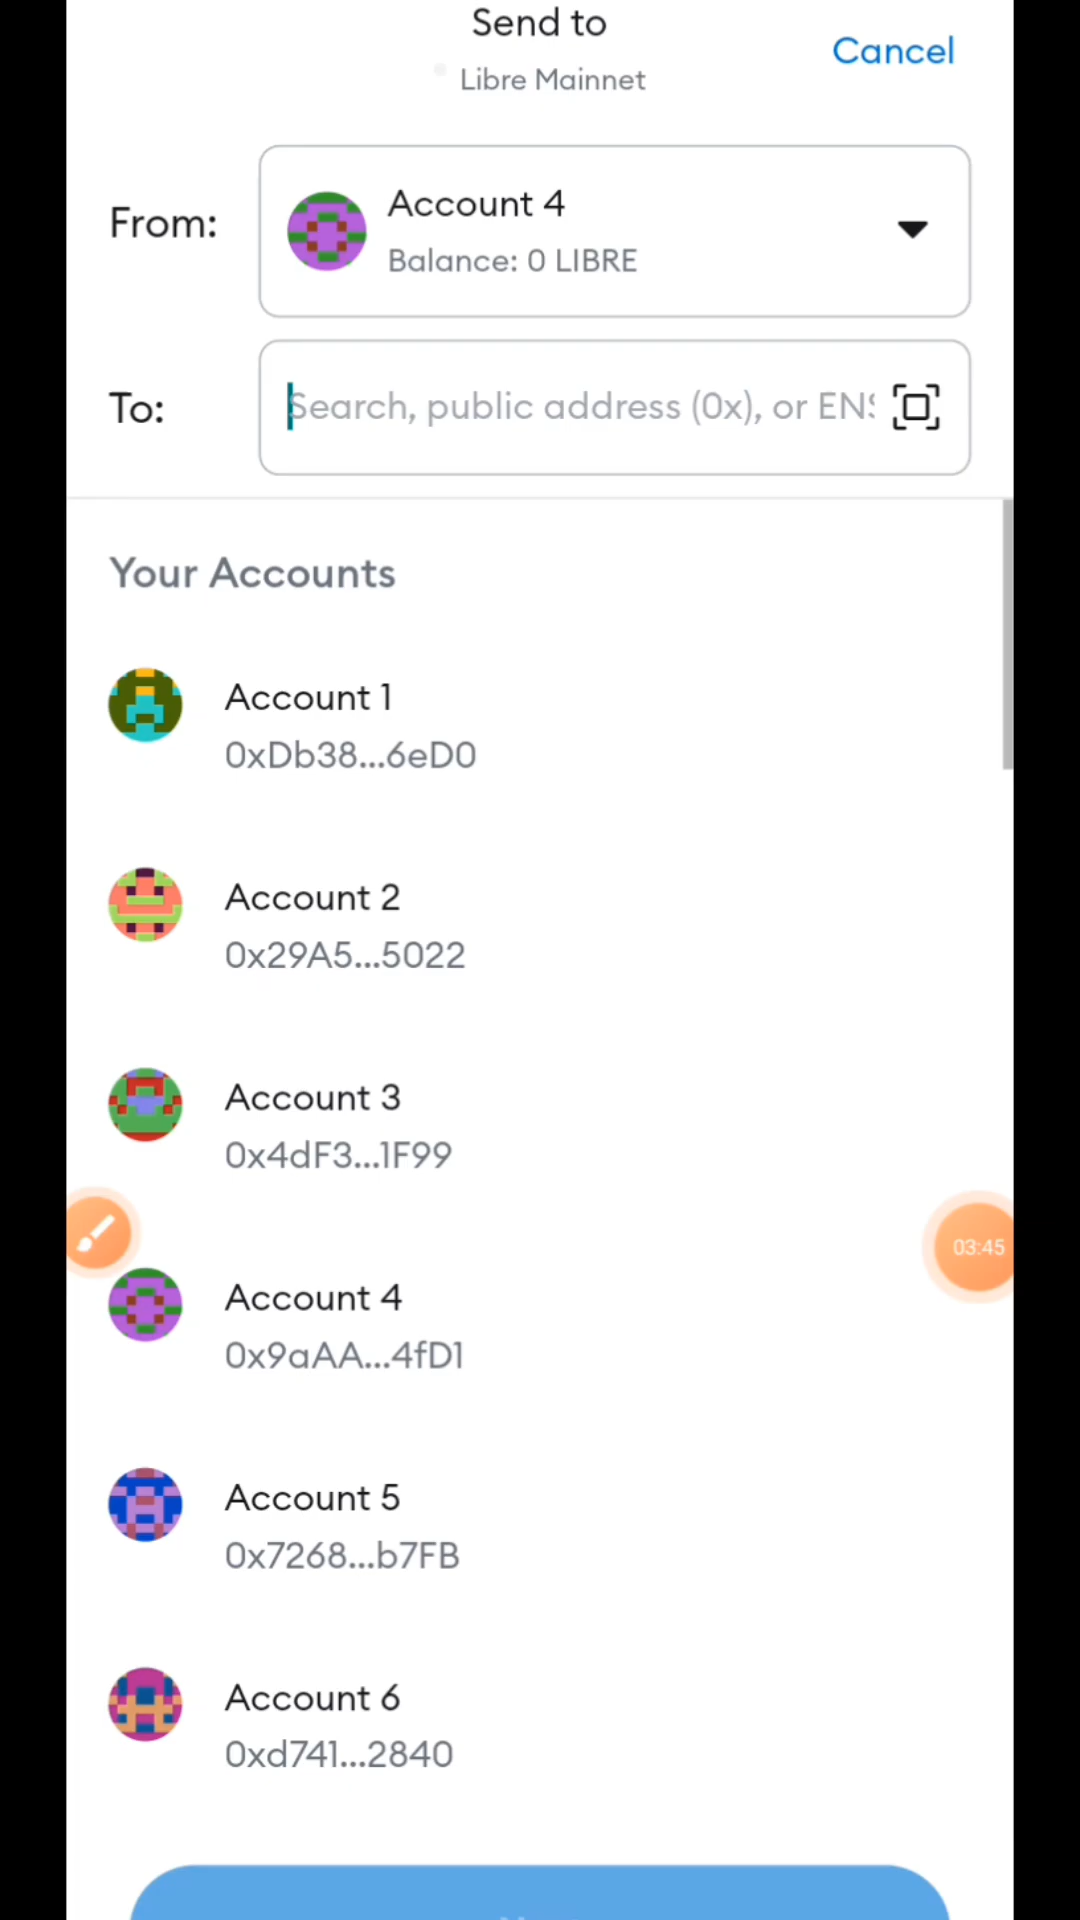 Send to
Cancel
Libre Mainnet
From:
Account 4
Balance: 0 LIBRE
To:
Search, public address (0x), or
Your Accounts
Account 1
0xDb38...6eD0
Account 2
0x29A5...5022
Account 3
0x4dF3...1F99
03:45
Account 4
0x9aAA...4fD1
Account 5
0x7268...b7FB
Account 6
0xd741...2840